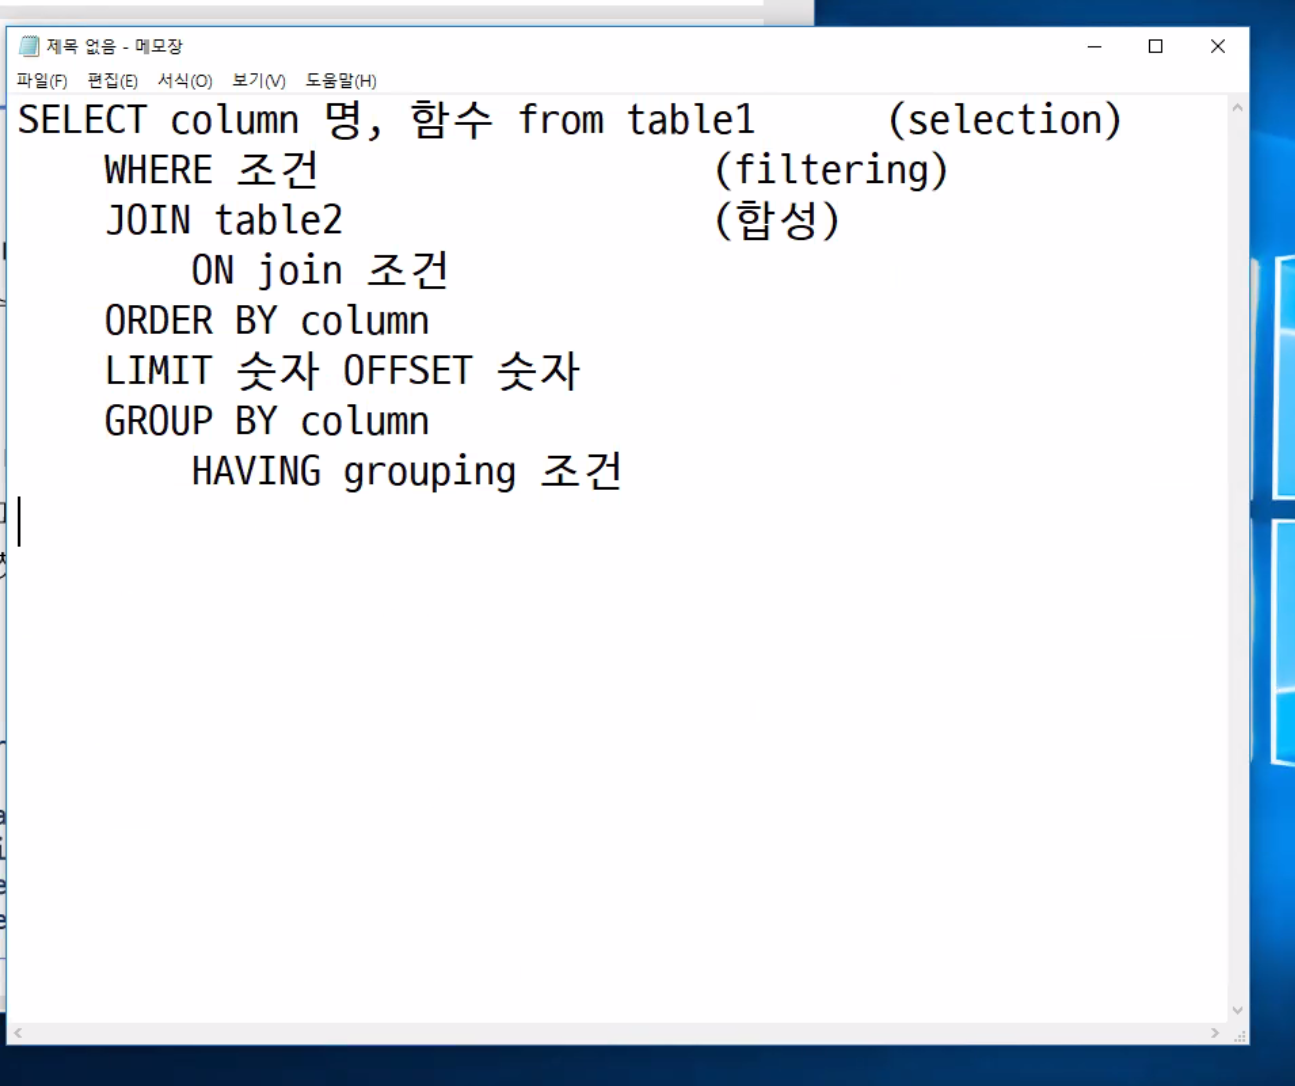 제목 없음 - 메모장
파일(F) 편집(E) 서식(O) 보기(V) 도움말(H)
SELECT column 명, 함수 from table1 (selection)
WHERE 조건 (filtering)
JOIN table2 (합성)
ON join 조건
ORDER BY column
LIMIT 숫자 OFFSET 숫자
GROUP BY column
HAVING grouping 조건